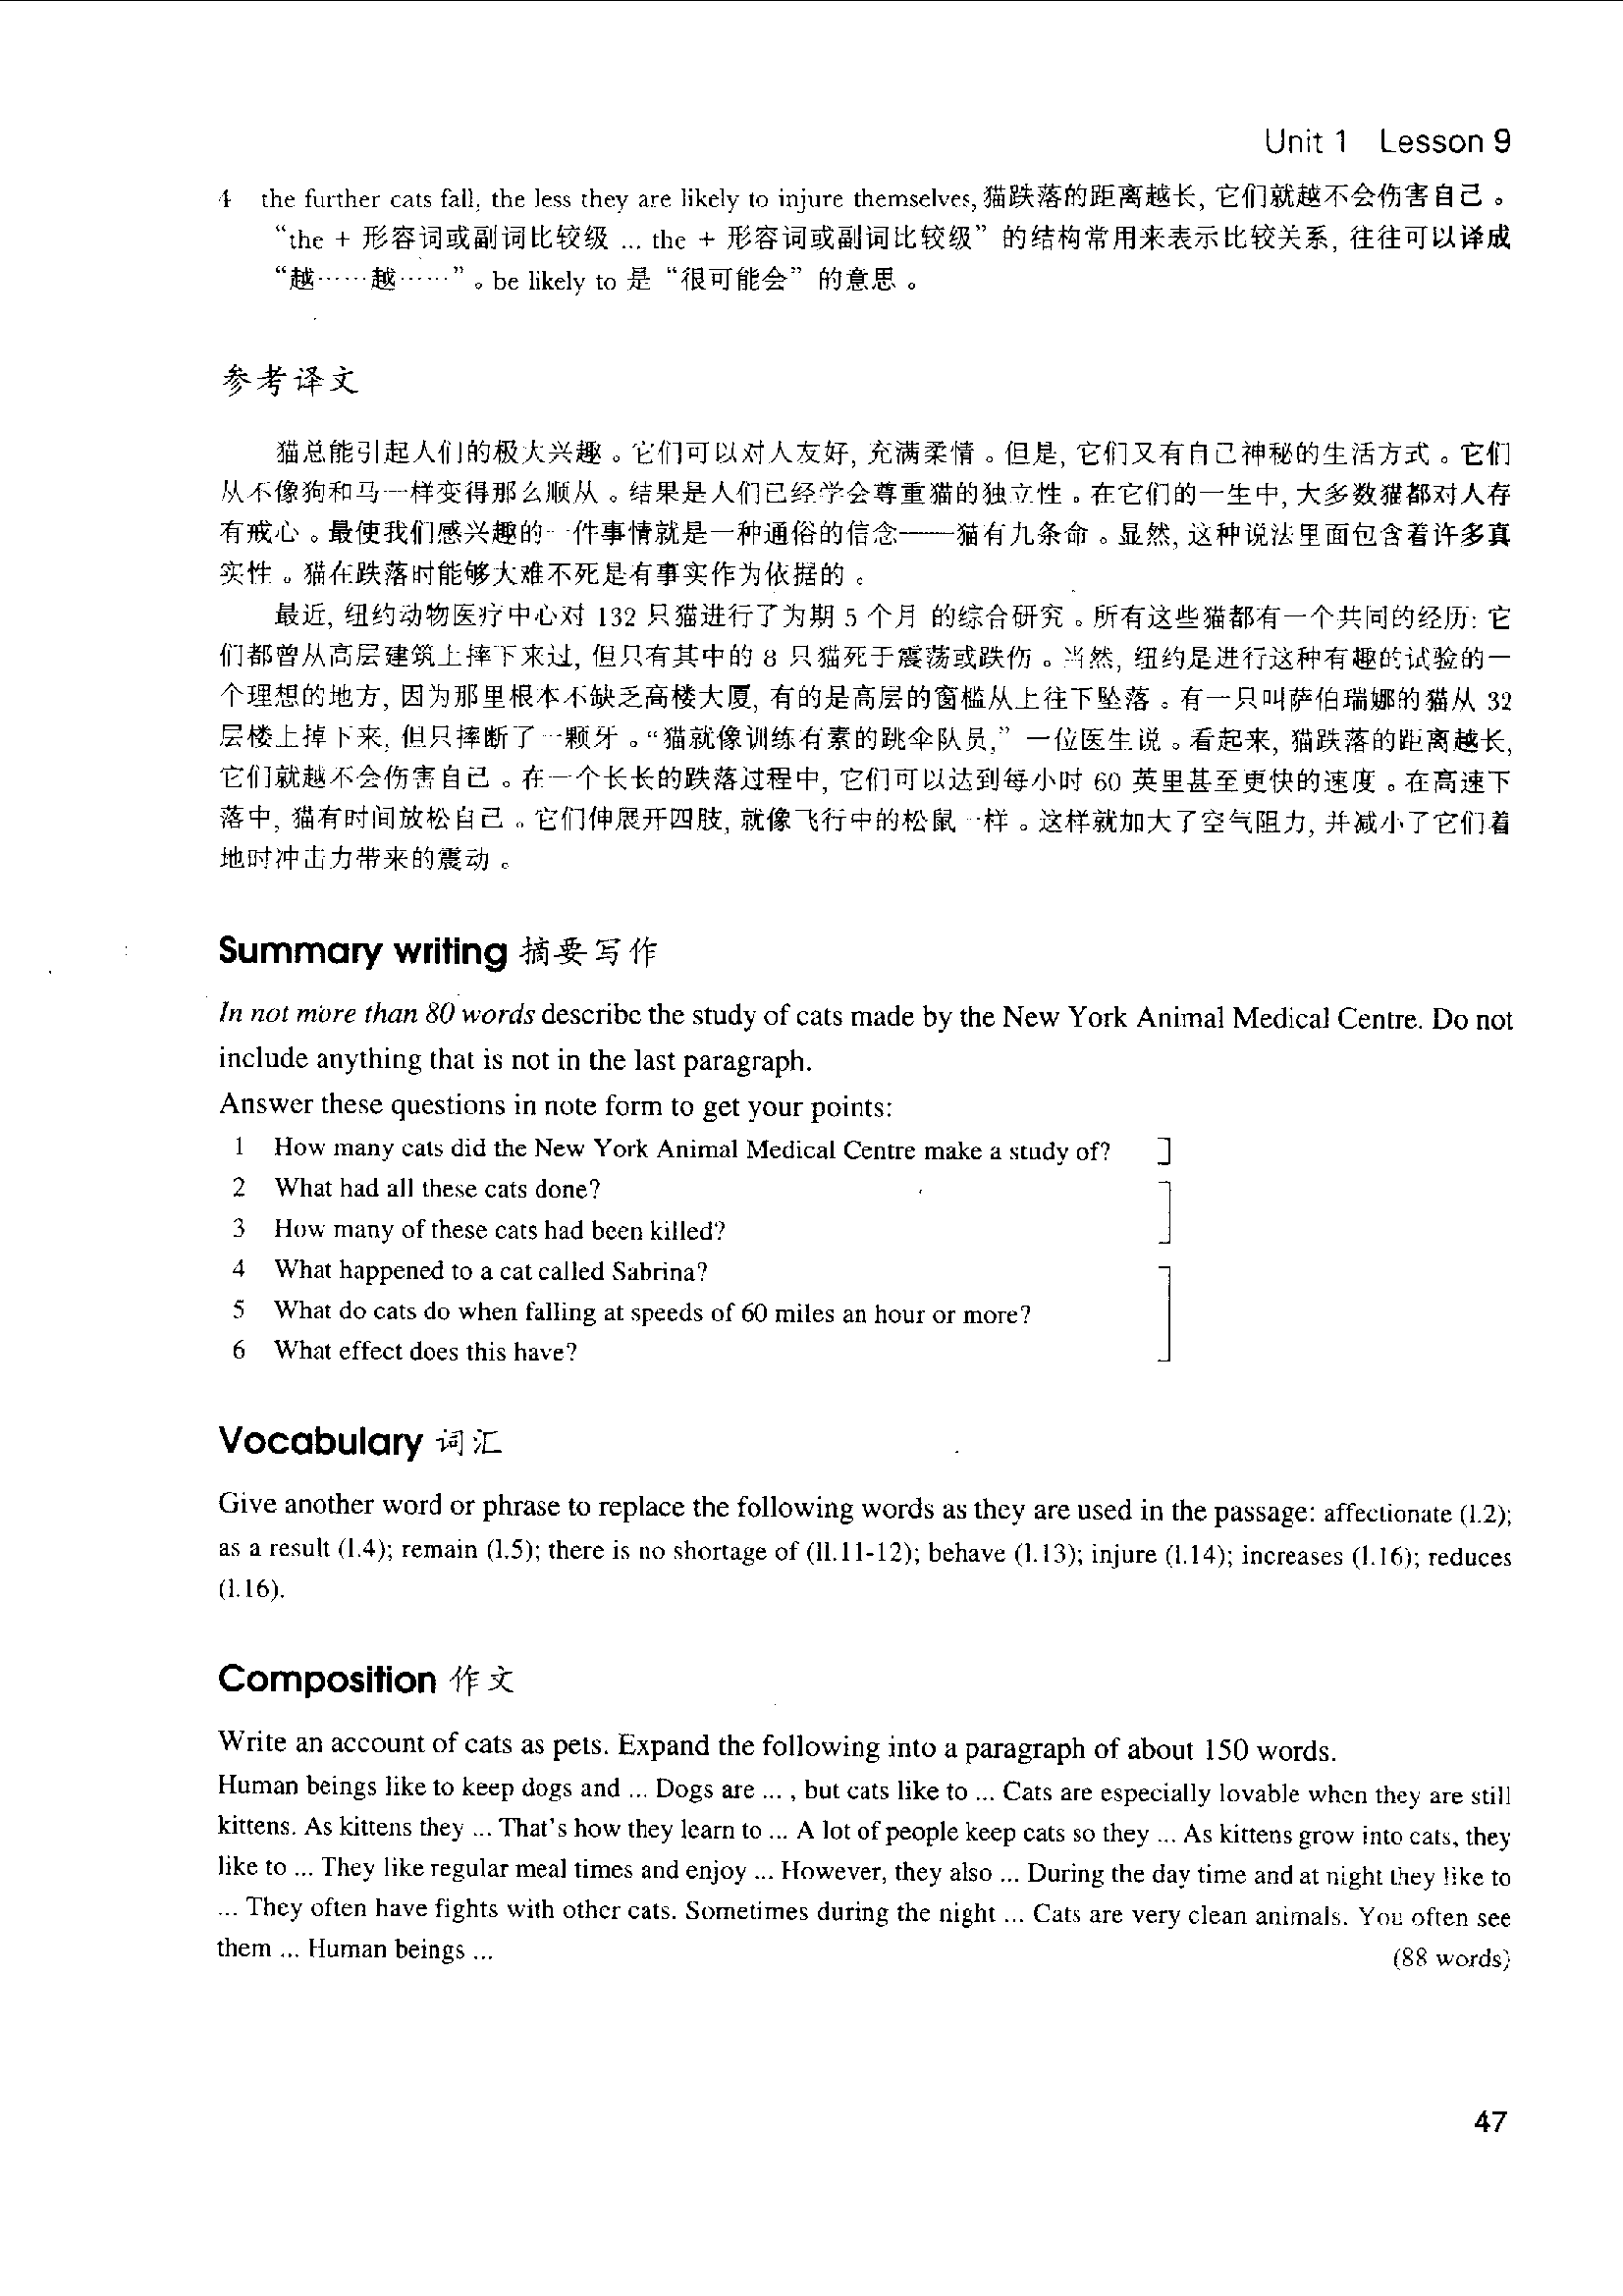 Unit 1 Lesson 9
4 the further cats fall, the less they are likely to injure themselves, 猫跌落的距离越长, 它们就越不会伤害自己。
“the + 形容词或副词比较级 ... the + 形容词或副词比较级” 的结构常用来表示比较关系, 往往可以译成
“越……越……”。be likely to 是 “很可能会” 的意思。
参考译文
猫总能引起人们的极大兴趣。它们可以对人友好, 充满柔情。但是, 它们又有自己神秘的生活方式。它们
从不像狗和马一样变得那么顺从。结果是人们已经学会尊重猫的独立性。在它们的一生中, 大多数猫都对人存
有戒心。最使我们感兴趣的一件事情就是一种通俗的信念——猫有九条命。显然, 这种说法里面包含着许多真
实性。猫在跌落时能够大难不死是有事实作为依据的。
最近, 纽约动物医疗中心对 132 只猫进行了为期 5 个月 的综合研究。所有这些猫都有一个共同的经历: 它
们都曾从高层建筑上摔下来过, 但只有其中的 8 只猫死于震荡或跌伤。当然, 纽约是进行这种有趣的试验的一
个理想的地方, 因为那里根本不缺乏高楼大厦, 有的是高层的窗槛从上往下坠落。有一只叫萨伯瑞娜的猫从 32
层楼上掉下来, 但只摔断了一颗牙。“猫就像训练有素的跳伞队员,” 一位医生说。看起来, 猫跌落的距离越长,
它们就越不会伤害自己。在一个长长的跌落过程中, 它们可以达到每小时 60 英里甚至更快的速度。在高速下
落中, 猫有时间放松自己。它们伸展开四肢, 就像飞行中的松鼠一样。这样就加大了空气阻力, 并减小了它们着
地时冲击力带来的震动。
Summary writing 摘要写作
In not more than 80 words describe the study of cats made by the New York Animal Medical Centre. Do not
include anything that is not in the last paragraph.
Answer these questions in note form to get your points:
1 How many cats did the New York Animal Medical Centre make a study of?
2 What had all these cats done?
3 How many of these cats had been killed?
4 What happened to a cat called Sabrina?
5 What do cats do when falling at speeds of 60 miles an hour or more?
6 What effect does this have?
Vocabulary 词汇
Give another word or phrase to replace the following words as they are used in the passage: affectionate (l.2);
as a result (l.4); remain (l.5); there is no shortage of (ll.11-12); behave (l.13); injure (l.14); increases (l.16); reduces
(l.16).
Composition 作文
Write an account of cats as pets. Expand the following into a paragraph of about 150 words.
Human beings like to keep dogs and ... Dogs are ... , but cats like to ... Cats are especially lovable when they are still
kittens. As kittens they ... That's how they learn to ... A lot of people keep cats so they ... As kittens grow into cats, they
like to ... They like regular meal times and enjoy ... However, they also ... During the day time and at night they like to
... They often have fights with other cats. Sometimes during the night ... Cats are very clean animals. You often see
them ... Human beings ...
(88 words)
47